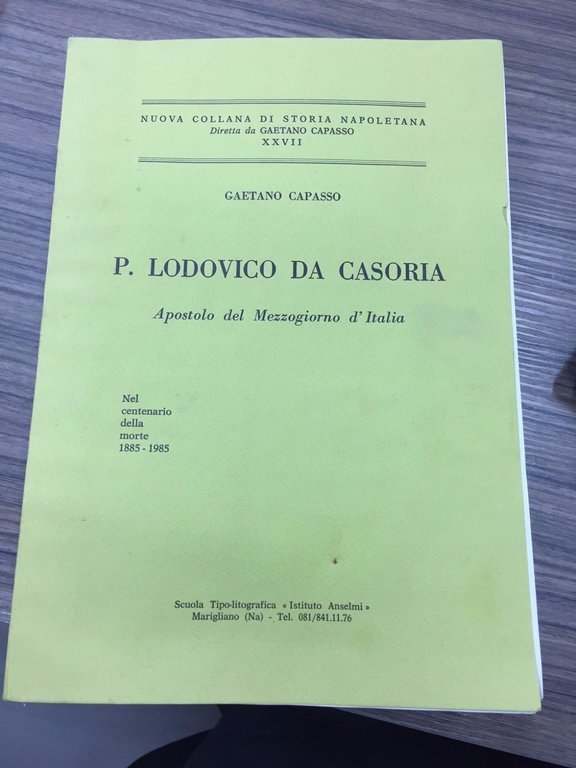 NUOVA COLLANA DI STORIA NAPOLETANA
Diretta da GAETANO CAPASSO
XXVII
GAETANO CAPASSO
P. LODOVICO DA CASORIA
Apostolo del Mezzogiorno d'Italia
Nel
centenario
della
morte
1885 - 1985
Scuola Tipo-litografica « Istituto Anselmi »
Marigliano (Na) - Tel. 081/841.11.76